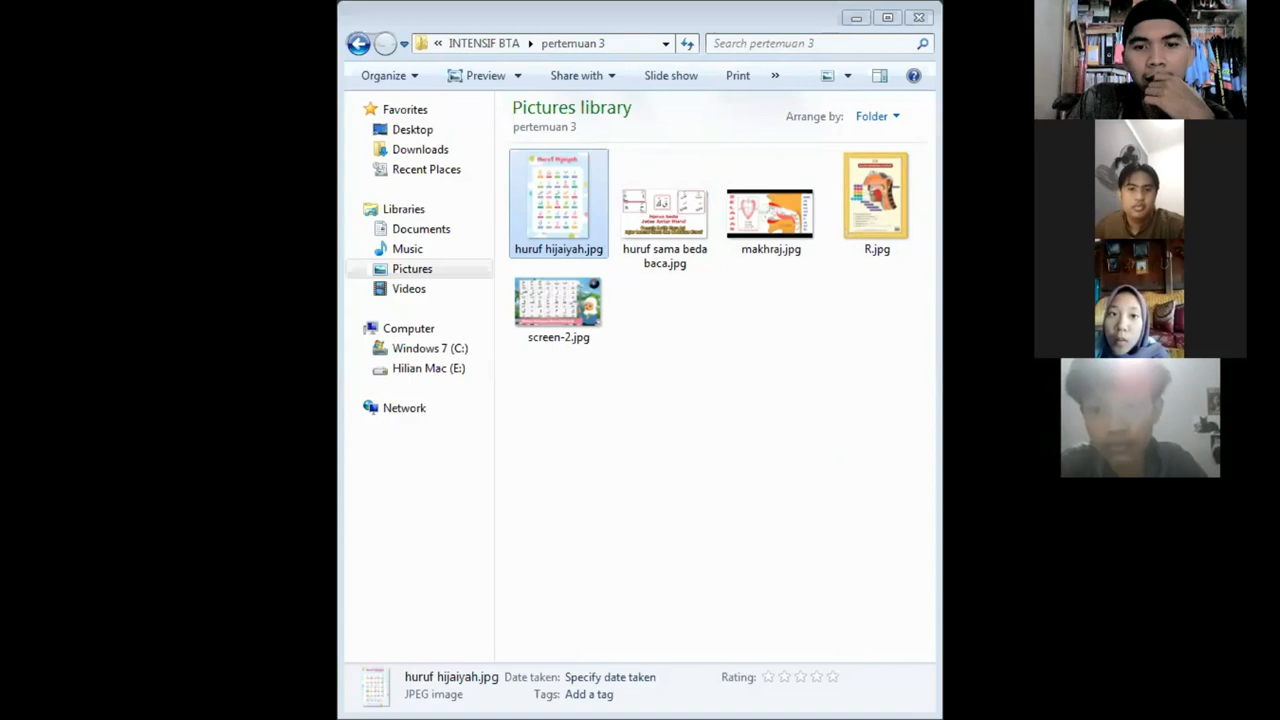 « INTENSIF BTA ▸ pertemuan 3
Search pertemuan 3
Organize
Preview
Share with
Slide show
Print
»
Favorites
Desktop
Downloads
Recent Places
Libraries
Documents
Music
Pictures
Videos
Computer
Windows 7 (C:)
Hilian Mac (E:)
Network
Pictures library
pertemuan 3
Arrange by: Folder
Huruf Hijaiyah
huruf hijaiyah.jpg
huruf sama beda
baca.jpg
makhraj.jpg
R.jpg
screen-2.jpg
huruf hijaiyah.jpg
JPEG image
Date taken: Specify date taken
Tags: Add a tag
Rating: